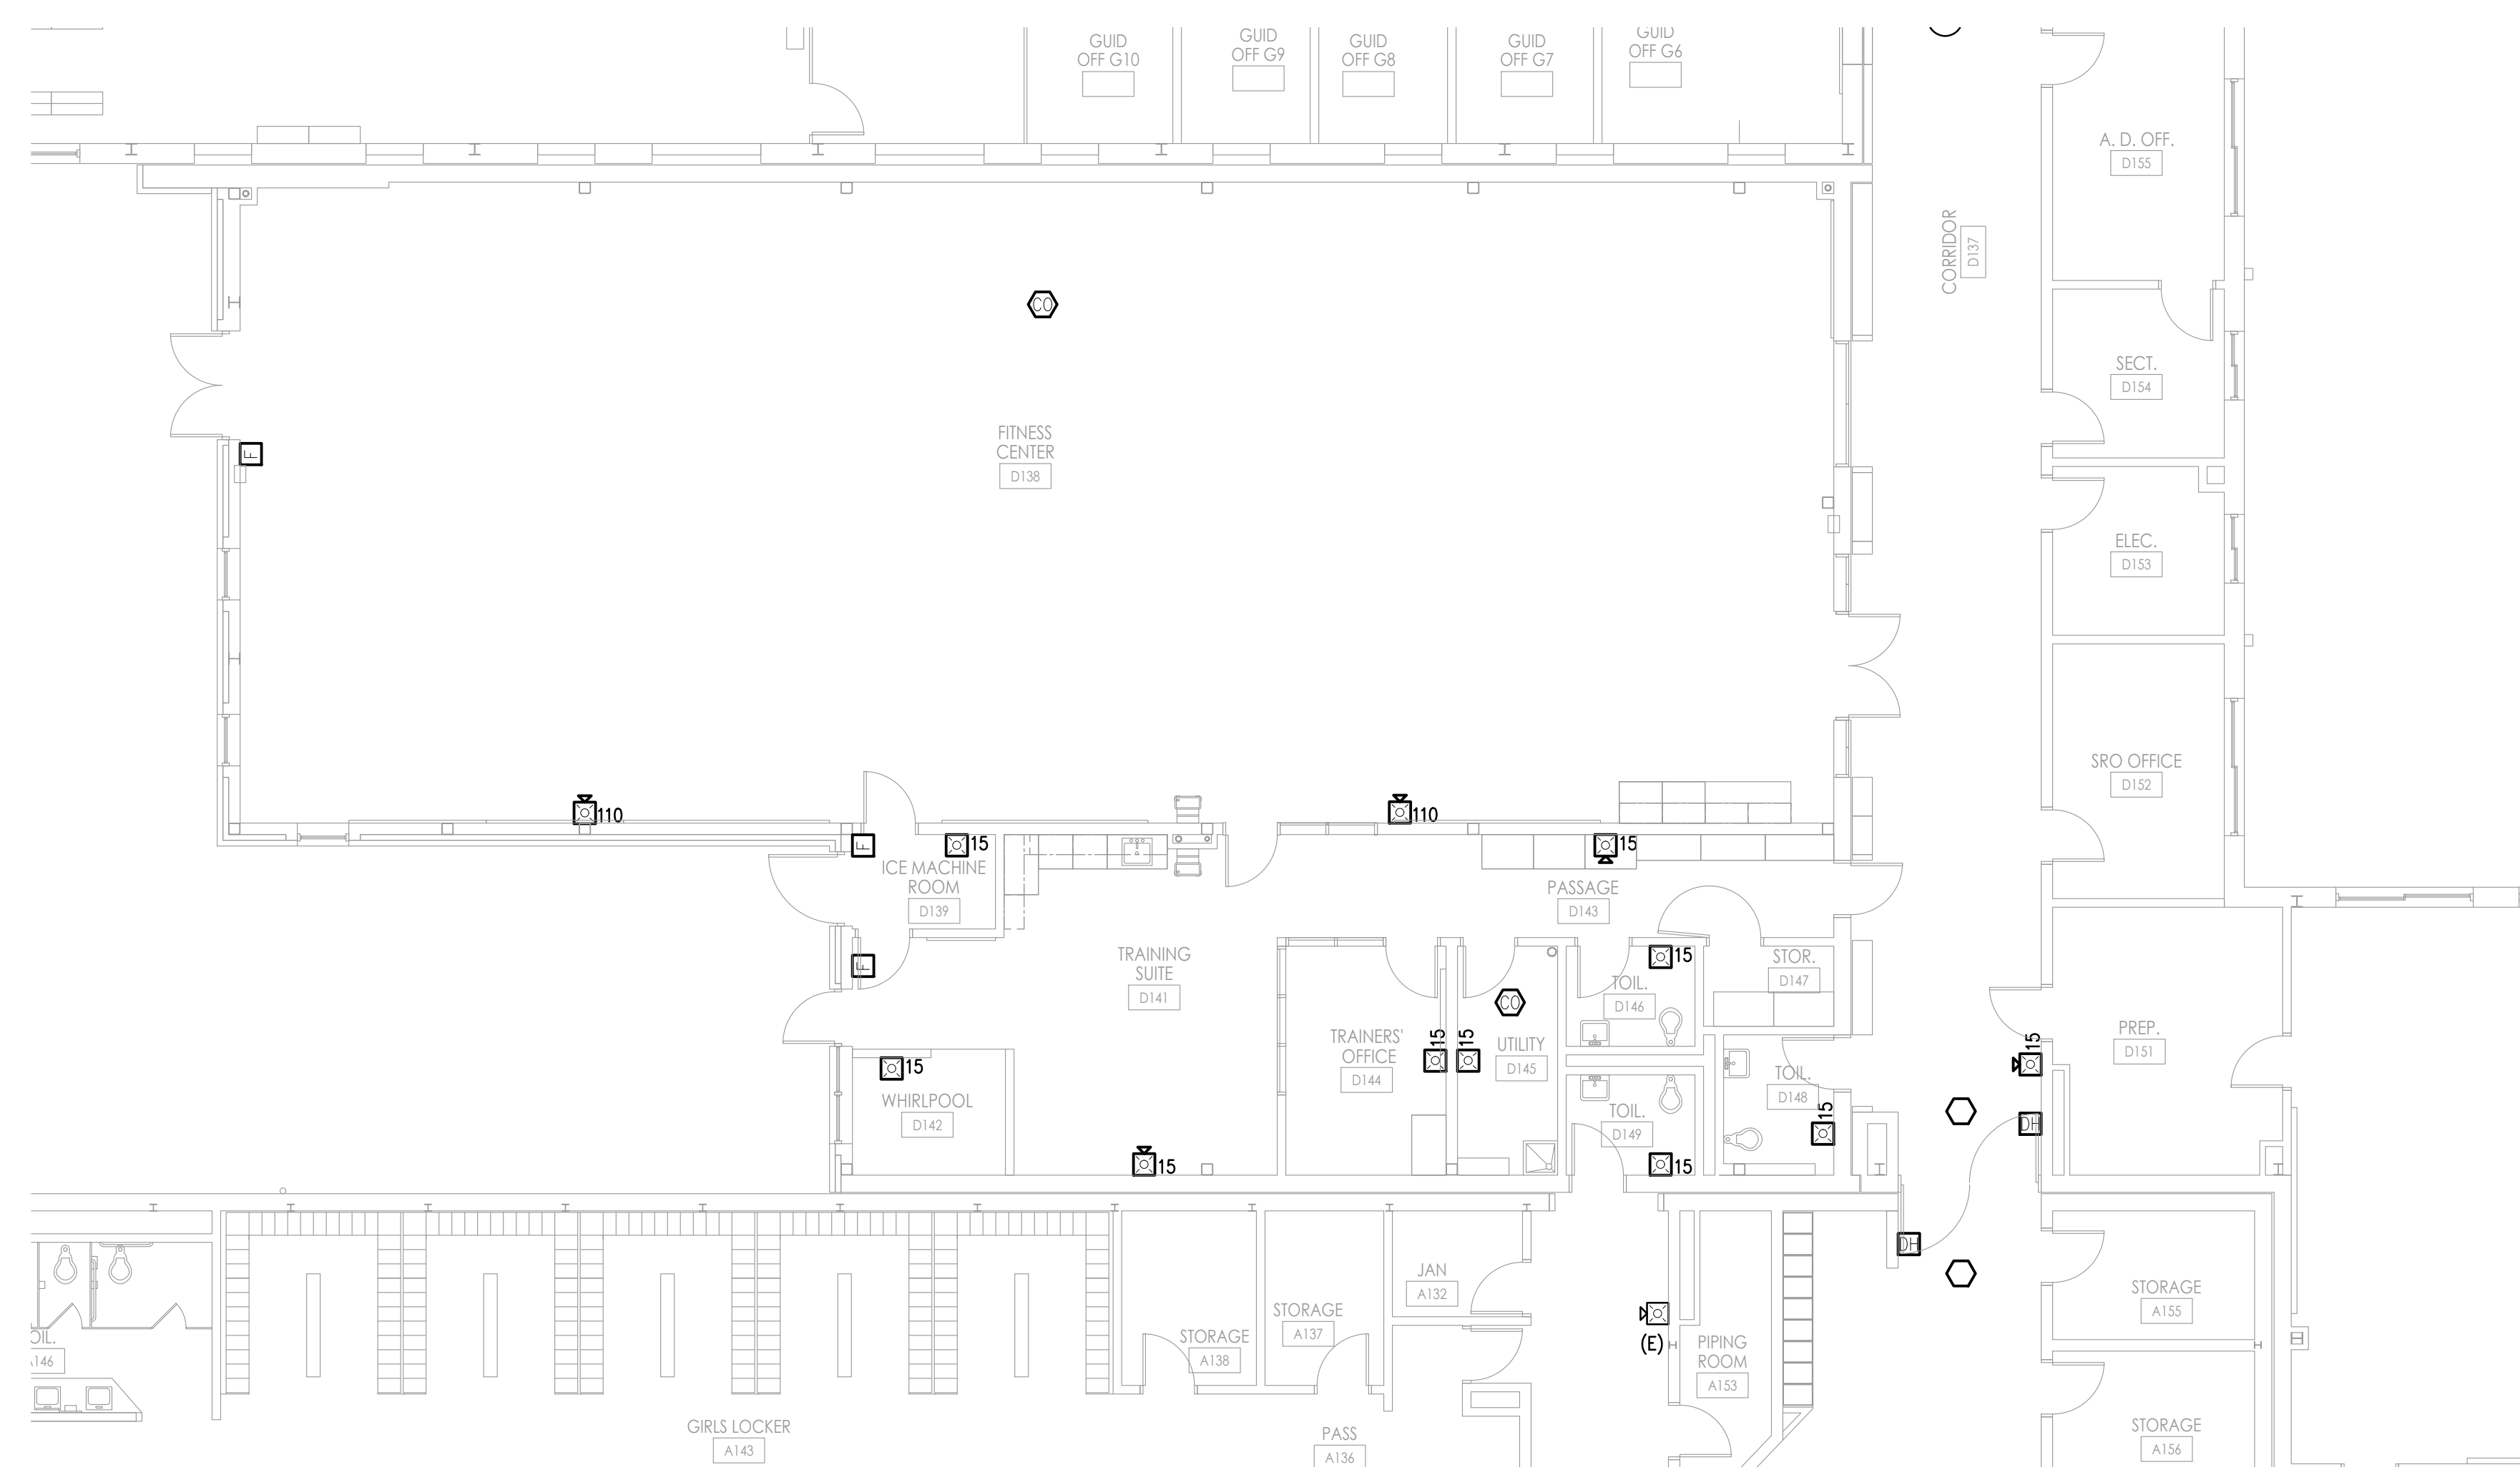 GUID
OFF G10
GUID
OFF G9
GUID
OFF G8
GUID
OFF G7
GUID
OFF G6
A. D. OFF.
D155
CORRIDOR
D137
CO
SECT.
D154
FITNESS
CENTER
D138
F
ELEC.
D153
SRO OFFICE
D152
110
110
F
15
ICE MACHINE
ROOM
D139
15
PASSAGE
D143
F
TRAINING
SUITE
D141
15
TOIL.
D146
STOR.
D147
CO
TRAINERS'
OFFICE
D144
15
15
UTILITY
D145
PREP.
D151
15
15
WHIRLPOOL
D142
TOIL.
D148
15
TOIL.
D149
DH
15
15
DH
JAN
A132
STORAGE
A155
STORAGE
A137
STORAGE
A138
(E)
PIPING
ROOM
A153
OIL.
A146
GIRLS LOCKER
A143
PASS
A136
STORAGE
A156